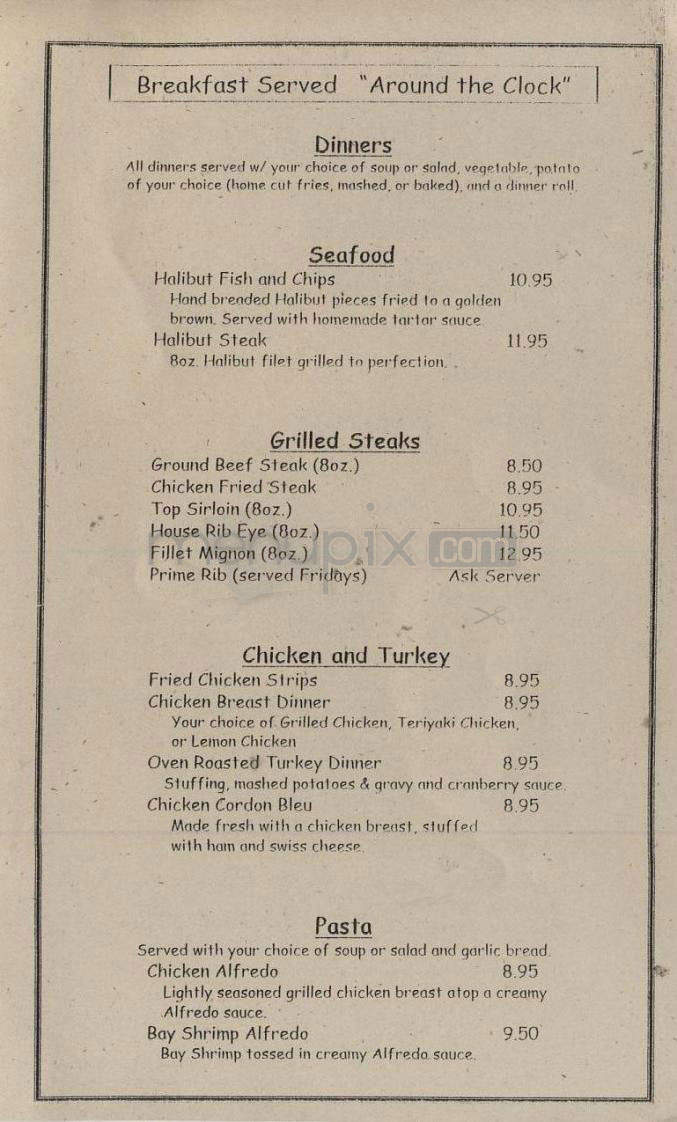 Breakfast Served "Around the Clock"
Dinners
All dinners served w/ your choice of soup or salad, vegetable, potato
of your choice (home cut fries, mashed, or baked), and a dinner roll.
Seafood
Halibut Fish and Chips 10.95
Hand breaded Halibut pieces fried to a golden
brown. Served with homemade tartar sauce.
Halibut Steak 11.95
8oz. Halibut filet grilled to perfection.
Grilled Steaks
Ground Beef Steak (8oz.) 8.50
Chicken Fried Steak 8.95
Top Sirloin (8oz.) 10.95
House Rib Eye (8oz.) 11.50
menupix.com
Fillet Mignon (8oz.) 12.95
Prime Rib (served Fridays) Ask Server
Chicken and Turkey
Fried Chicken Strips 8.95
Chicken Breast Dinner 8.95
Your choice of Grilled Chicken, Teriyaki Chicken,
or Lemon Chicken
Oven Roasted Turkey Dinner 8.95
Stuffing, mashed potatoes & gravy and cranberry sauce.
Chicken Cordon Bleu 8.95
Made fresh with a chicken breast, stuffed
with ham and swiss cheese.
Pasta
Served with your choice of soup or salad and garlic bread.
Chicken Alfredo 8.95
Lightly seasoned grilled chicken breast atop a creamy
Alfredo sauce.
Bay Shrimp Alfredo 9.50
Bay Shrimp tossed in creamy Alfredo sauce.